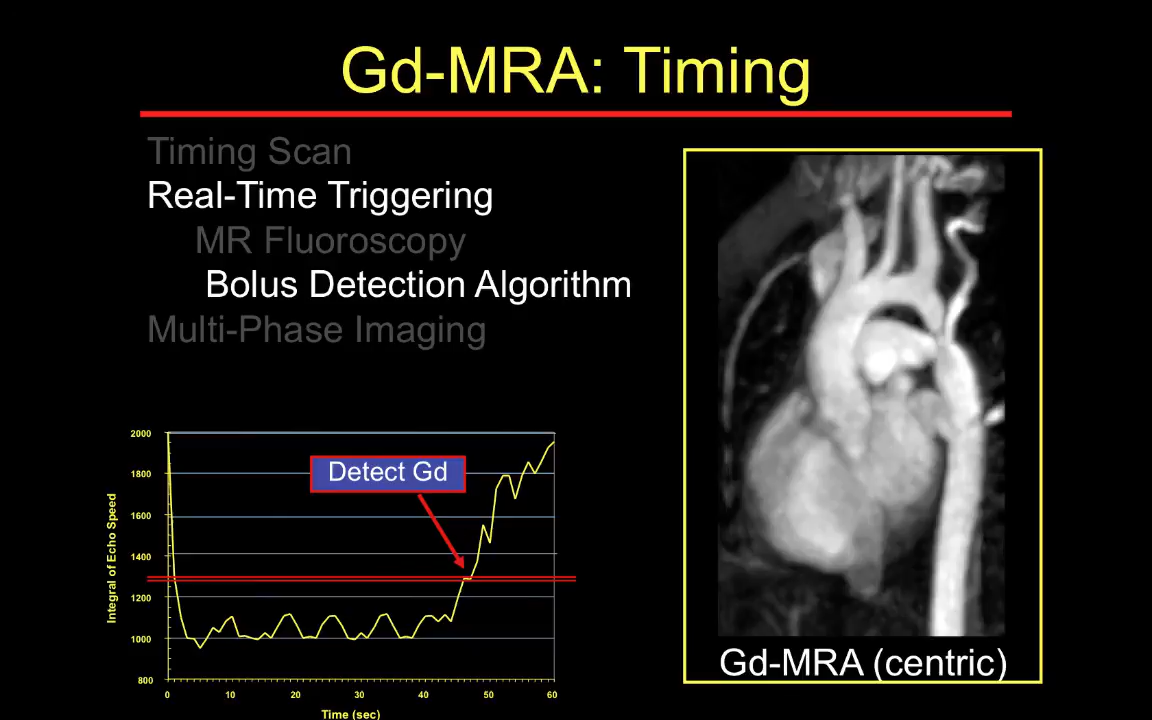 Gd-MRA: Timing
Timing Scan
Real-Time Triggering
MR Fluoroscopy
Bolus Detection Algorithm
Multi-Phase Imaging
2000
1800
1600
1400
1200
1000
800
Integral of Echo Speed
Detect Gd
0 10 20 30 40 50 60
Time (sec)
Gd-MRA (centric)